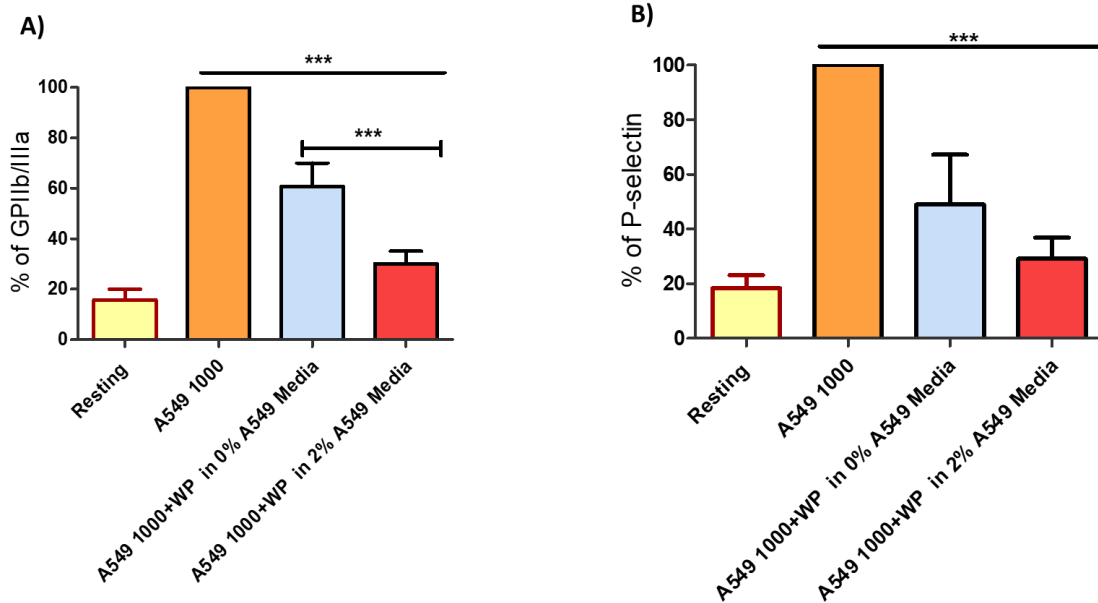 A)
% of GPIIb/IIIa
100
80
60
40
20
0
***
***
Resting
A549 1000
A549 1000+WP in 0% A549 Media
A549 1000+WP in 2% A549 Media
B)
% of P-selectin
100
80
60
40
20
0
***
Resting
A549 1000
A549 1000+WP in 0% A549 Media
A549 1000+WP in 2% A549 Media